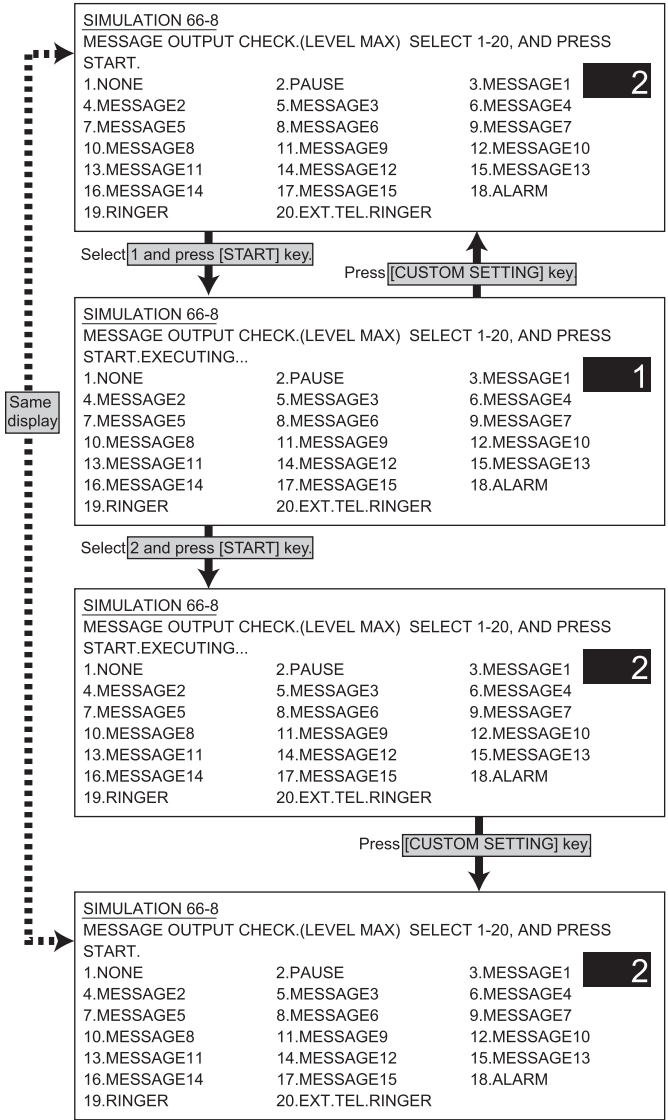 SIMULATION 66-8
MESSAGE OUTPUT CHECK.(LEVEL MAX) SELECT 1-20, AND PRESS
START.
1.NONE 2.PAUSE 3.MESSAGE1 2
4.MESSAGE2 5.MESSAGE3 6.MESSAGE4
7.MESSAGE5 8.MESSAGE6 9.MESSAGE7
10.MESSAGE8 11.MESSAGE9 12.MESSAGE10
13.MESSAGE11 14.MESSAGE12 15.MESSAGE13
16.MESSAGE14 17.MESSAGE15 18.ALARM
19.RINGER 20.EXT.TEL.RINGER
Select 1 and press [START] key.
Press [CUSTOM SETTING] key.
SIMULATION 66-8
MESSAGE OUTPUT CHECK.(LEVEL MAX) SELECT 1-20, AND PRESS
START.EXECUTING...
1.NONE 2.PAUSE 3.MESSAGE1 1
4.MESSAGE2 5.MESSAGE3 6.MESSAGE4
7.MESSAGE5 8.MESSAGE6 9.MESSAGE7
10.MESSAGE8 11.MESSAGE9 12.MESSAGE10
13.MESSAGE11 14.MESSAGE12 15.MESSAGE13
16.MESSAGE14 17.MESSAGE15 18.ALARM
19.RINGER 20.EXT.TEL.RINGER
Same
display
Select 2 and press [START] key.
SIMULATION 66-8
MESSAGE OUTPUT CHECK.(LEVEL MAX) SELECT 1-20, AND PRESS
START.EXECUTING...
1.NONE 2.PAUSE 3.MESSAGE1 2
4.MESSAGE2 5.MESSAGE3 6.MESSAGE4
7.MESSAGE5 8.MESSAGE6 9.MESSAGE7
10.MESSAGE8 11.MESSAGE9 12.MESSAGE10
13.MESSAGE11 14.MESSAGE12 15.MESSAGE13
16.MESSAGE14 17.MESSAGE15 18.ALARM
19.RINGER 20.EXT.TEL.RINGER
Press [CUSTOM SETTING] key.
SIMULATION 66-8
MESSAGE OUTPUT CHECK.(LEVEL MAX) SELECT 1-20, AND PRESS
START.
1.NONE 2.PAUSE 3.MESSAGE1 2
4.MESSAGE2 5.MESSAGE3 6.MESSAGE4
7.MESSAGE5 8.MESSAGE6 9.MESSAGE7
10.MESSAGE8 11.MESSAGE9 12.MESSAGE10
13.MESSAGE11 14.MESSAGE12 15.MESSAGE13
16.MESSAGE14 17.MESSAGE15 18.ALARM
19.RINGER 20.EXT.TEL.RINGER